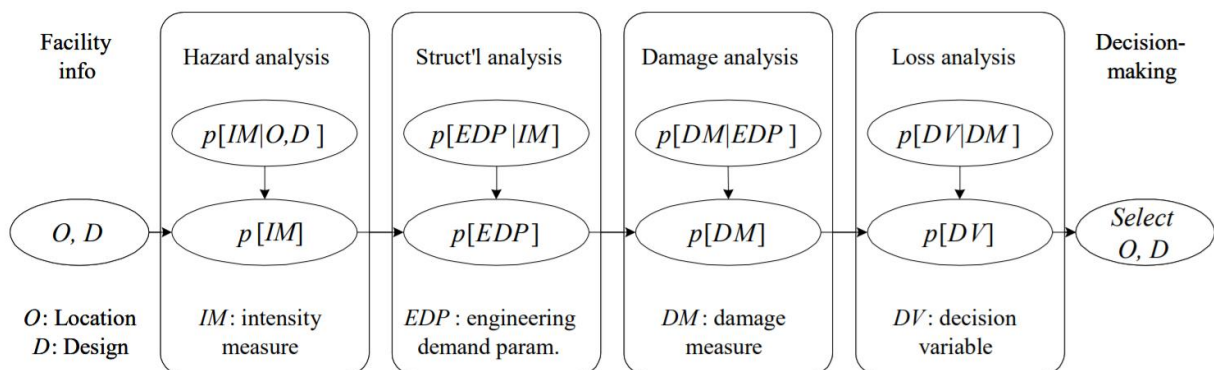 Facility
info
Hazard analysis
Struct'l analysis
Damage analysis
Loss analysis
Decision-
making
p[IM|O,D ]
p[EDP|IM]
p[DM|EDP ]
p[DV|DM]
O, D
p[IM]
p[EDP]
p[DM]
p[DV]
Select
O, D
O: Location
D: Design
IM: intensity
measure
EDP : engineering
demand param.
DM: damage
measure
DV: decision
variable